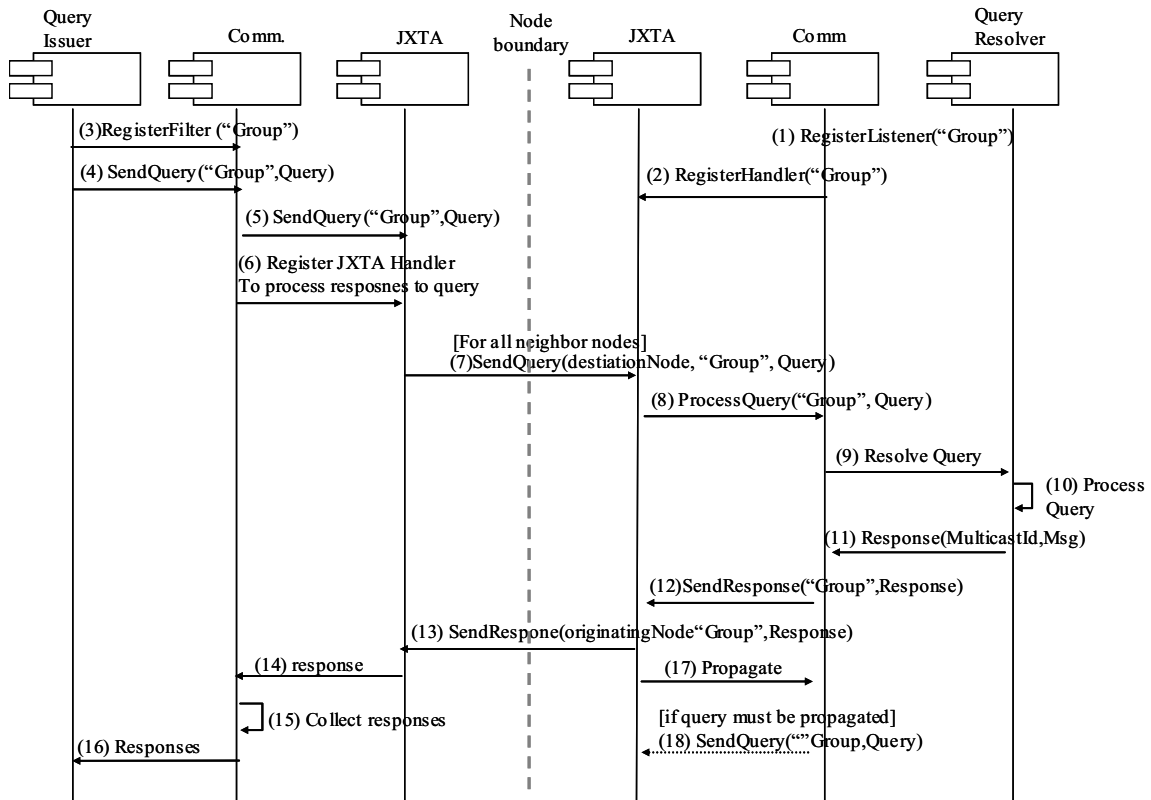 Query
Issuer
Comm.
JXTA
Node
boundary
JXTA
Comm
Query
Resolver
(3)RegisterFilter (“Group”)
(1) RegisterListener(“Group”)
(4) SendQuery(“Group”,Query)
(2) RegisterHandler(“Group”)
(5) SendQuery(“Group”,Query)
(6) Register JXTA Handler
To process resposnes to query
[For all neighbor nodes]
(7)SendQuery(destiationNode, “Group”, Query)
(8) ProcessQuery(“Group”, Query)
(9) Resolve Query
(10) Process
Query
(11) Response(MulticastId,Msg)
(12)SendResponse(“Group”,Response)
(13) SendRespone(originatingNode“Group”,Response)
(14) response
(17) Propagate
(15) Collect responses
[if query must be propagated]
(16) Responses
(18) SendQuery(“”Group,Query)